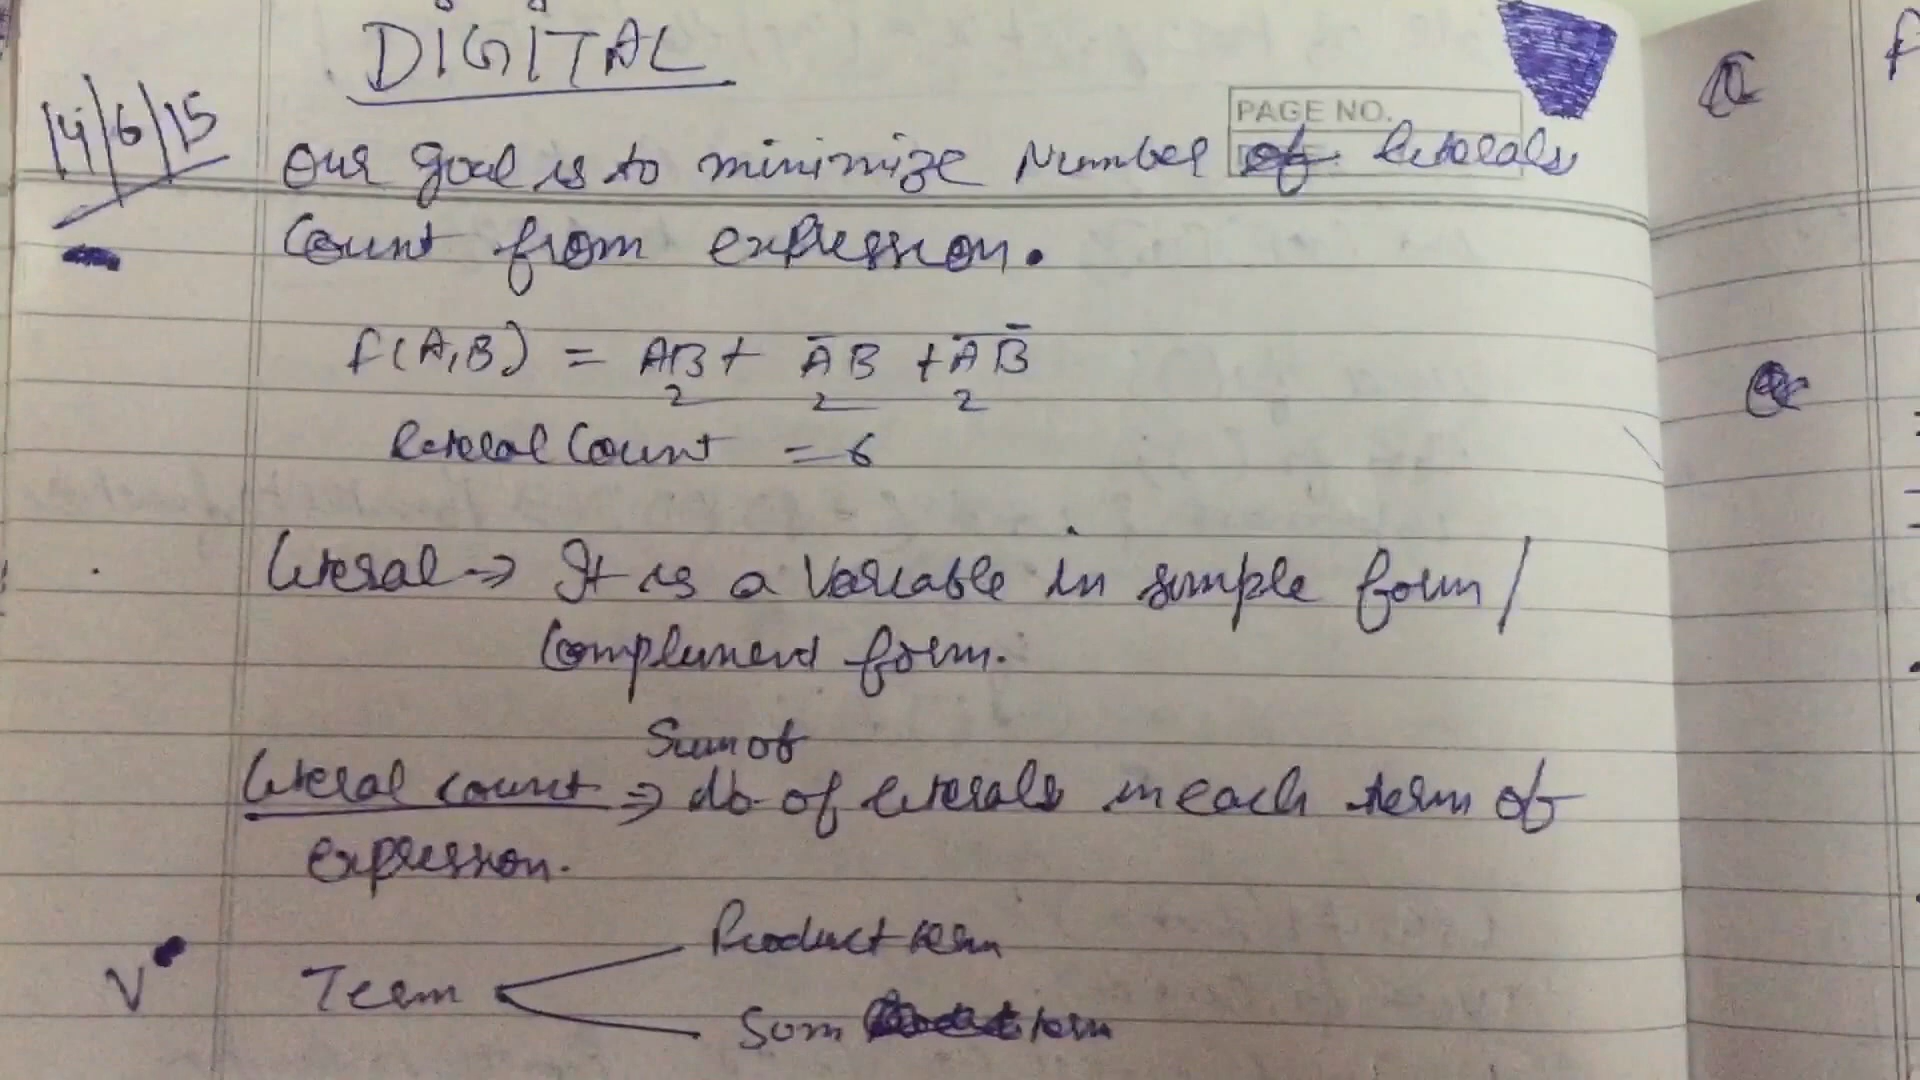 DIGITAL
14/6/15
PAGE NO.
Our goal is to minimize Number of literals
Count from expression.
f(A,B) = AB + A̅B + A̅B̅
2 2 2
literal Count = 6
literal → It is a Variable in simple form /
Complement form.
Sum of
literal count ⇒ No. of literals in each term of
expression.
Product term
Term
Sum term